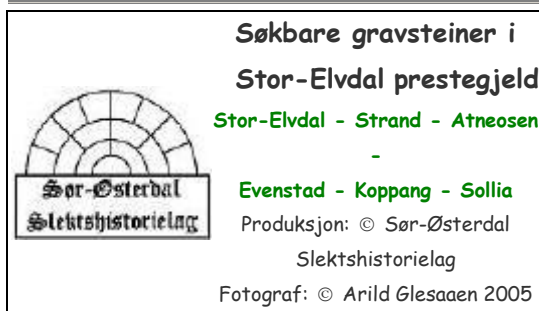 Søkbare gravsteiner i
Stor-Elvdal prestegjeld
Stor-Elvdal - Strand - Atneosen
-
Evenstad - Koppang - Sollia
Produksjon: © Sør-Østerdal
Slektshistorielag
Fotograf: © Arild Glesaaen 2005
Sør-Østerdal
Slektshistorielag